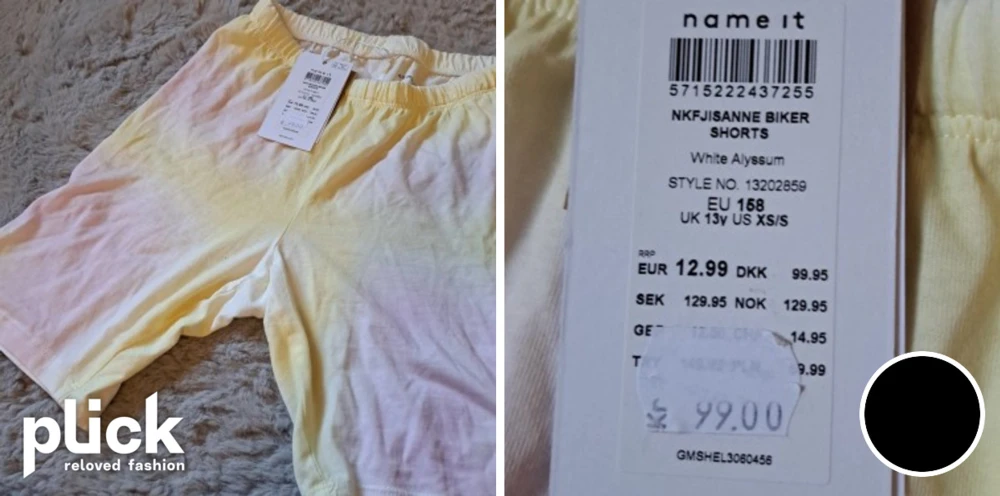 plick
reloved fashion
name it
5715222437255
NKFJISANNE BIKER
SHORTS
White Alyssum
STYLE NO. 13202859
EU 158
UK 13y US XS/S
RRP
EUR 12.99 DKK 99.95
SEK 129.95 NOK 129.95
14.95
99.00
GMSHEL3060456